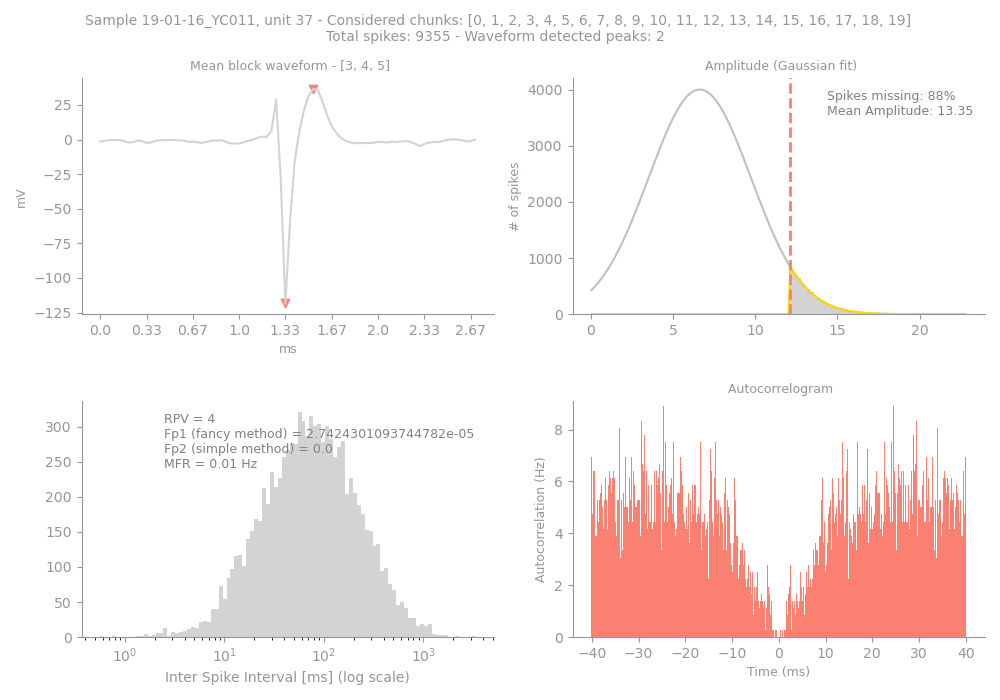 Sample 19-01-16_YC011, unit 37 - Considered chunks: [0, 1, 2, 3, 4, 5, 6, 7, 8, 9, 10, 11, 12, 13, 14, 15, 16, 17, 18, 19]
Total spikes: 9355 - Waveform detected peaks: 2
Mean block waveform - [3, 4, 5]
mV
25
0
−25
−50
−75
−100
−125
0.0 0.33 0.67 1.0 1.33 1.67 2.0 2.33 2.67
ms
Amplitude (Gaussian fit)
Spikes missing: 88%
Mean Amplitude: 13.35
# of spikes
4000
3000
2000
1000
0
0 5 10 15 20
RPV = 4
Fp1 (fancy method) = 2.7424301093744782e-05
Fp2 (simple method) = 0.0
MFR = 0.01 Hz
300
250
200
150
100
50
0
10⁰ 10¹ 10² 10³
Inter Spike Interval [ms] (log scale)
Autocorrelogram
Autocorrelation (Hz)
8
6
4
2
0
−40 −30 −20 −10 0 10 20 30 40
Time (ms)